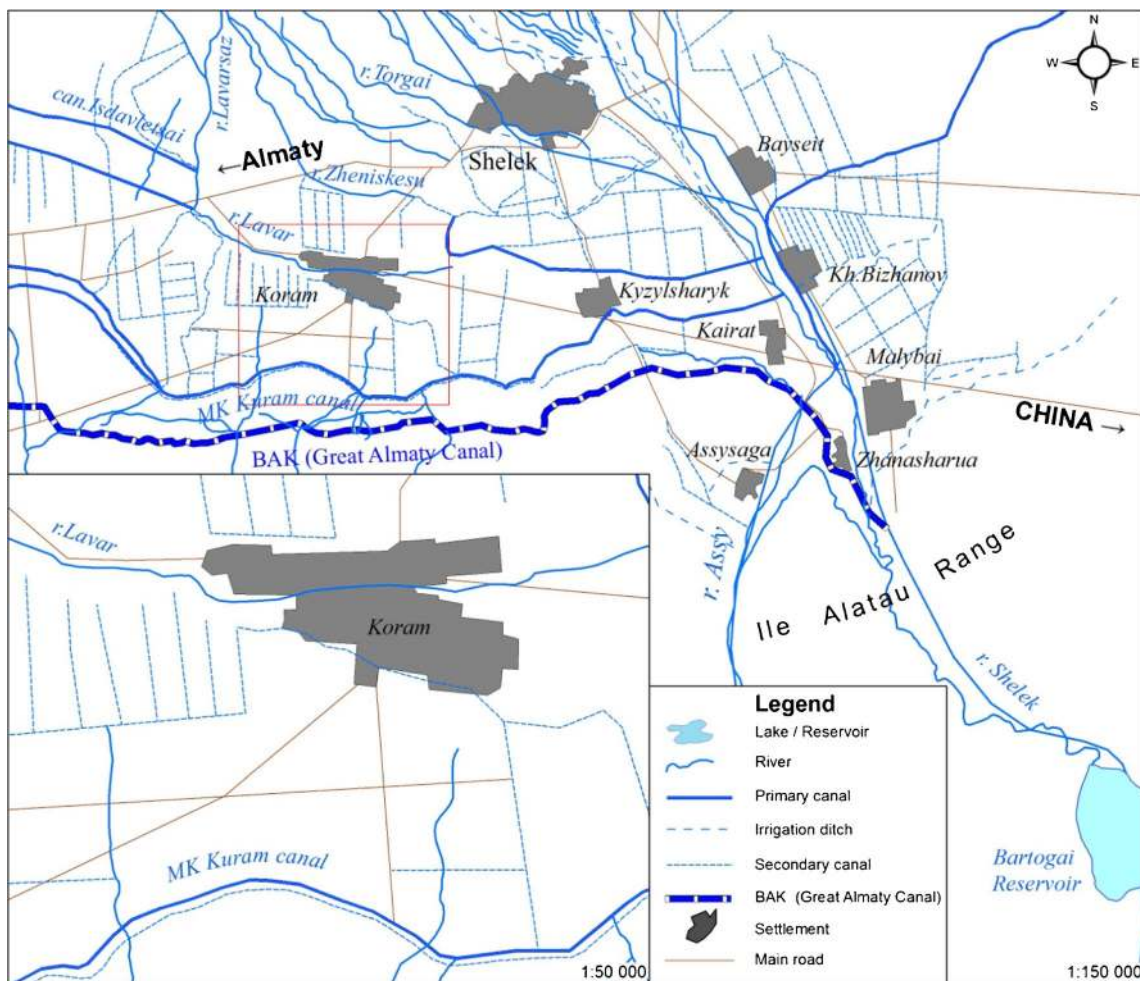 N
W E
S
r.Torgai
can.Isdavletsai
r.Lavarsaz
←Almaty
Shelek
Bayseit
r.Zheniskesu
r.Lavar
Koram
Kyzylsharyk
Kh.Bizhanov
Kairat
Malybai
MK Kuram canal
CHINA →
BAK (Great Almaty Canal)
Assysaga
Zhanasharua
r. Assy
Ile Alatau Range
r. Shelek
Bartogai
Reservoir
1:150 000
r.Lavar
Koram
MK Kuram canal
1:50 000
Legend
Lake / Reservoir
River
Primary canal
Irrigation ditch
Secondary canal
BAK (Great Almaty Canal)
Settlement
Main road